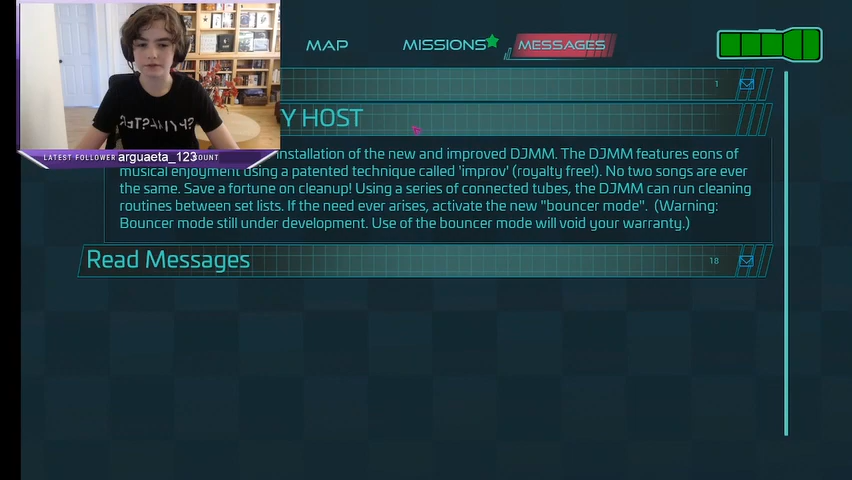 MAP
MISSIONS
MESSAGES
1
Y HOST
LATEST FOLLOWER arguaeta_123 OUNT
installation of the new and improved DJMM. The DJMM features eons of
musical enjoyment using a patented technique called 'improv' (royalty free!). No two songs are ever
the same. Save a fortune on cleanup! Using a series of connected tubes, the DJMM can run cleaning
routines between set lists. If the need ever arises, activate the new "bouncer mode". (Warning:
Bouncer mode still under development. Use of the bouncer mode will void your warranty.)
Read Messages
18